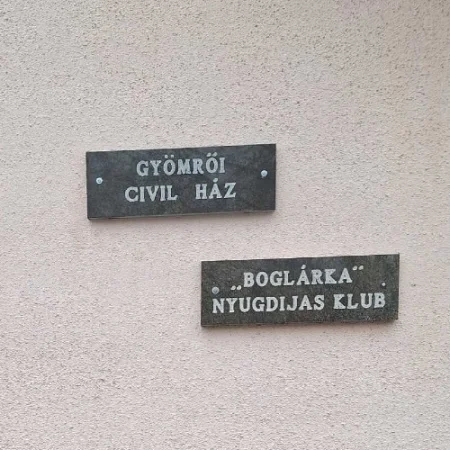 GYÖMRŐI
CIVIL HÁZ
„BOGLÁRKA“
NYUGDIJAS KLUB